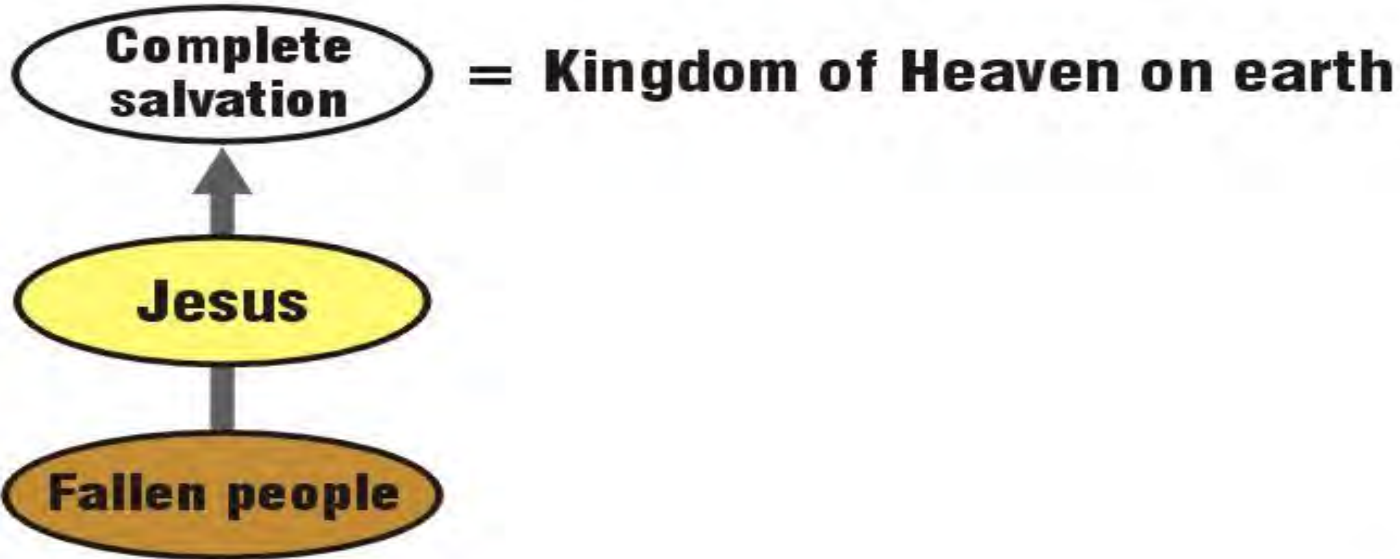 Complete
salvation
= Kingdom of Heaven on earth
Jesus
Fallen people